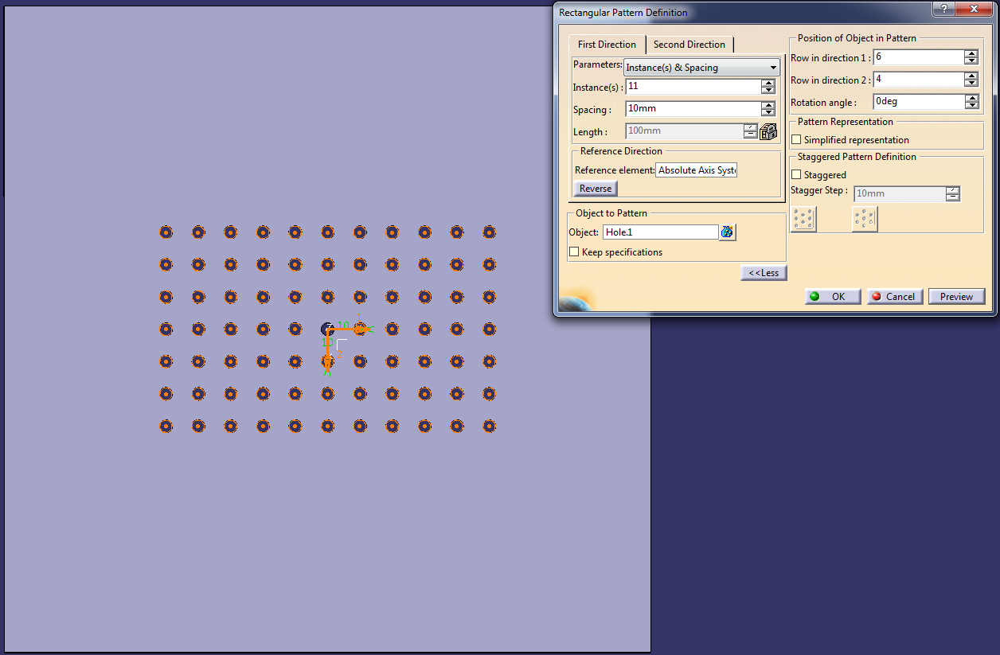 Rectangular Pattern Definition
?
First Direction
Second Direction
Parameters:
Instance(s) & Spacing
Instance(s) :
11
Spacing :
10mm
Length :
100mm
Reference Direction
Reference element:
Absolute Axis Syst
Reverse
Object to Pattern
Object:
Hole.1
Keep specifications
<<Less
Position of Object in Pattern
Row in direction 1 :
6
Row in direction 2 :
4
Rotation angle :
0deg
Pattern Representation
Simplified representation
Staggered Pattern Definition
Staggered
Stagger Step :
10mm
OK
Cancel
Preview
1
10
10
2